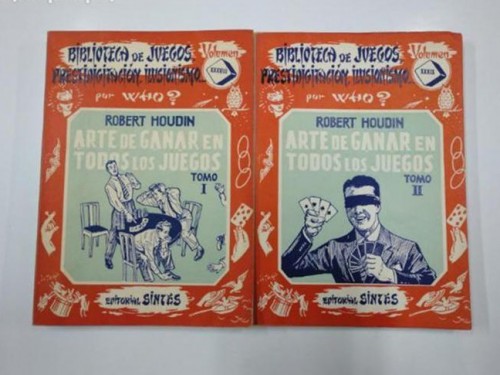 BIBLIOTECA DE JUEGOS, Volumen
PRESTIDIGITACION, ILUSIONISMO...
por WHO?
ROBERT HOUDIN
ARTE DE GANAR EN
TODOS LOS JUEGOS
TOMO
I
EDITORIAL SINTÉS
BIBLIOTECA DE JUEGOS, Volumen
PRESTIDIGITACION, ILUSIONISMO...
por WHO?
ROBERT HOUDIN
ARTE DE GANAR EN
TODOS LOS JUEGOS
TOMO
II
EDITORIAL SINTÉS